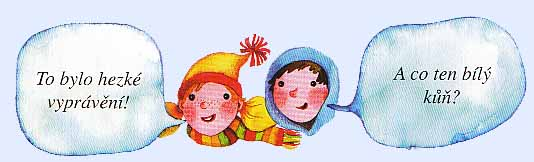 To bylo hezké
vyprávění!
A co ten bílý
kůň?